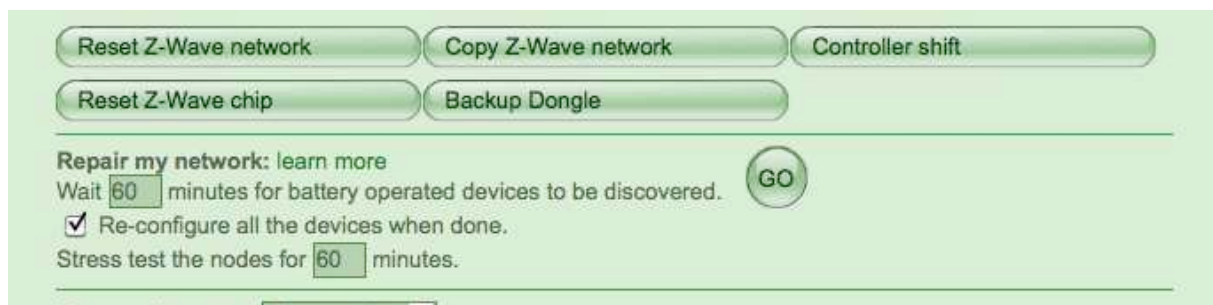 Reset Z-Wave network Copy Z-Wave network Controller shift
Reset Z-Wave chip Backup Dongle
Repair my network: learn more
GO
Wait 60 minutes for battery operated devices to be discovered.
Re-configure all the devices when done.
Stress test the nodes for 60 minutes.